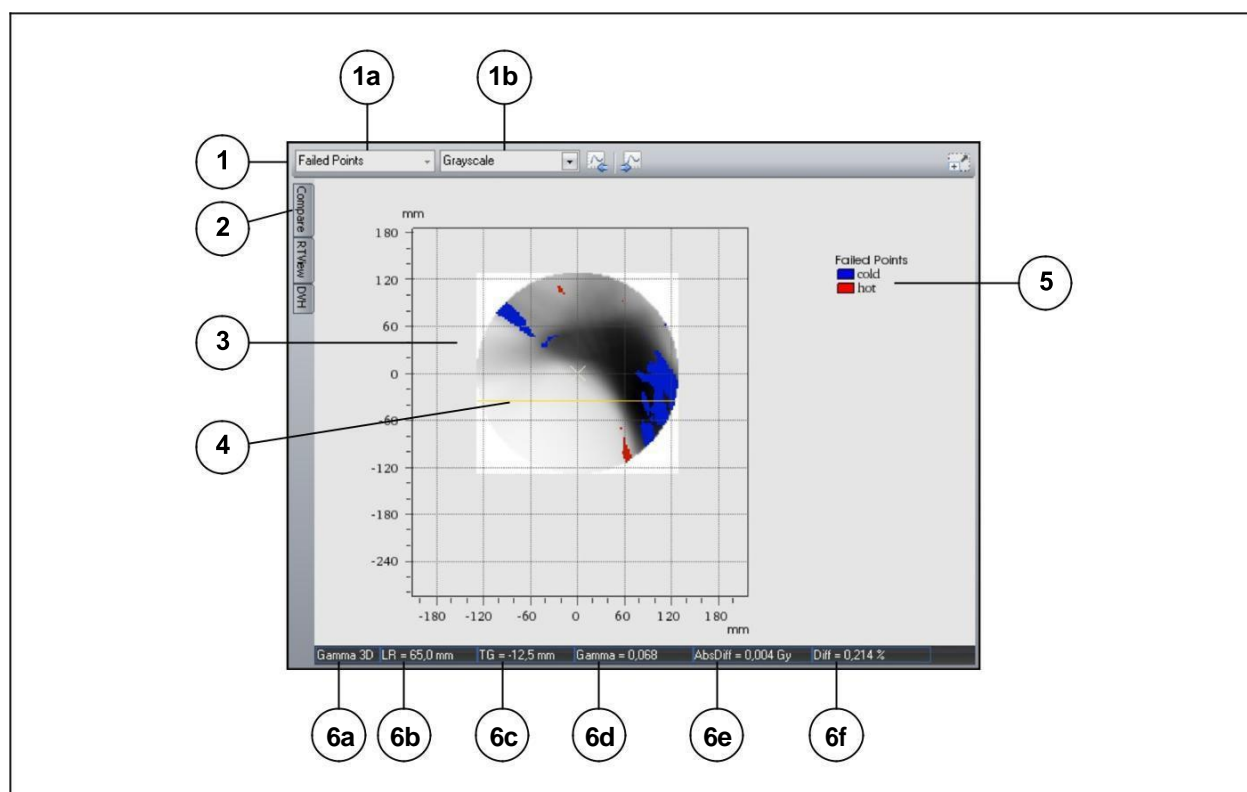 1a 1b
1 Failed Points Grayscale
2 Compare
RTView
DVH
mm
180
120
60
0
-60
-120
-180
-240
-180 -120 -60 0 60 120 180
mm
Failed Points
cold
hot
5
3
4
Gamma 3D LR = 65,0 mm TG = -12,5 mm Gamma = 0,068 AbsDiff = 0,004 Gy Diff = 0,214 %
6a 6b 6c 6d 6e 6f